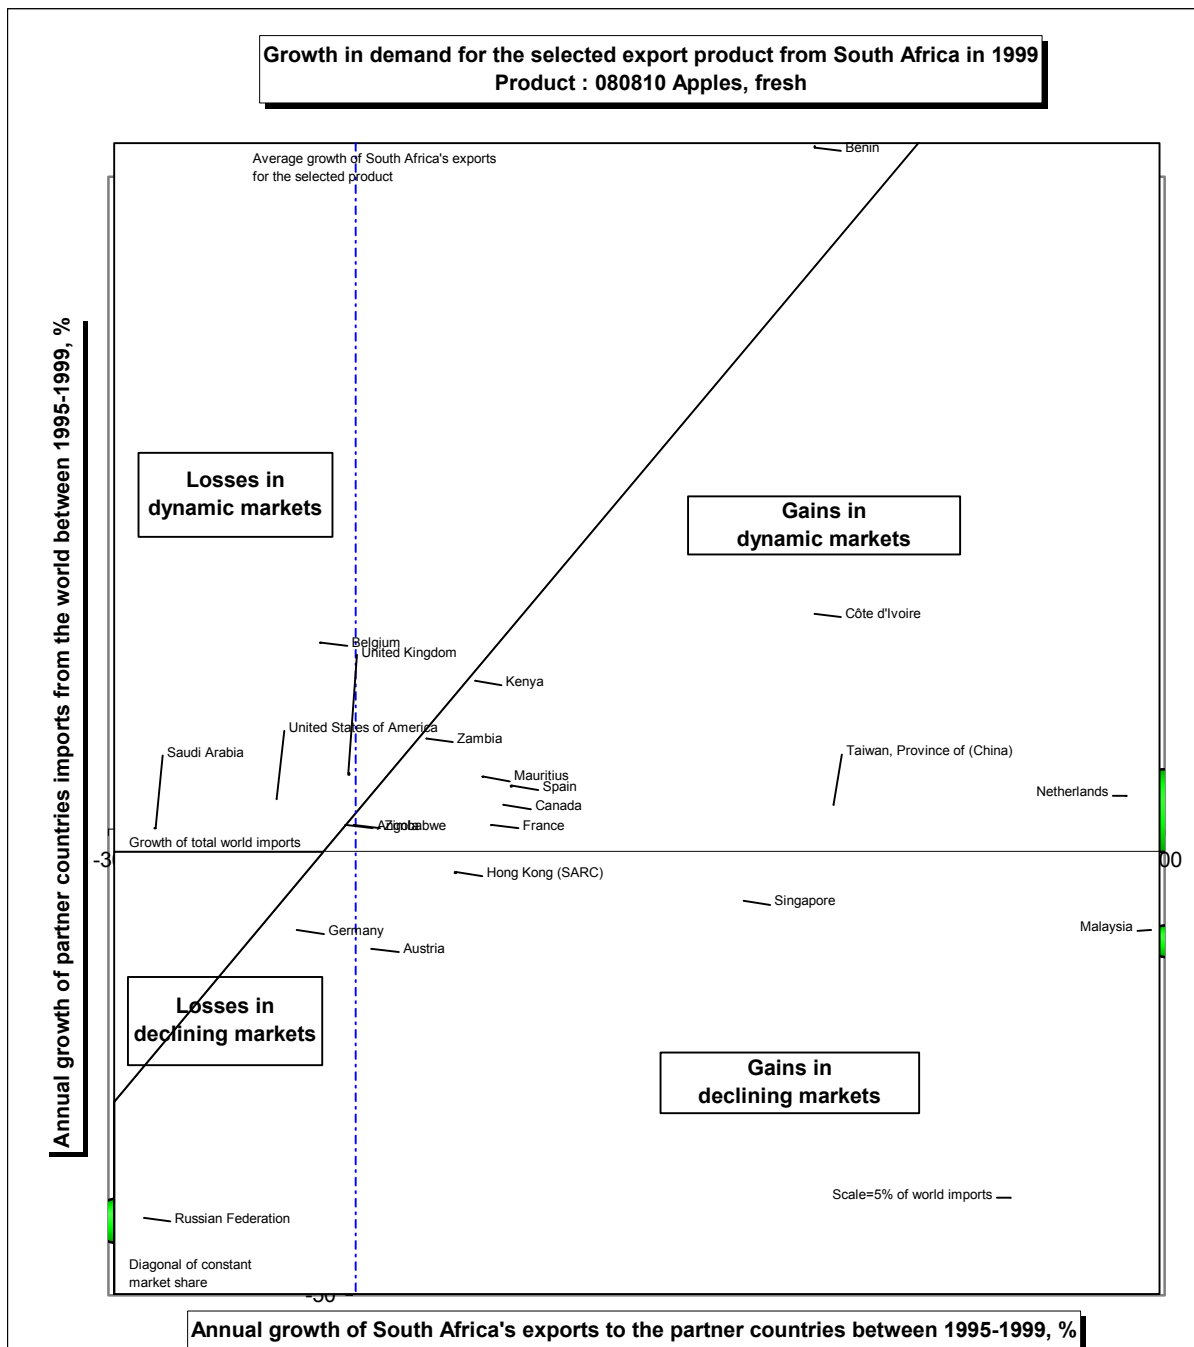 Growth in demand for the selected export product from South Africa in 1999
Product : 080810 Apples, fresh
Average growth of South Africa's exports
for the selected product
Benin
Annual growth of partner countries imports from the world between 1995-1999, %
Losses in
dynamic markets
Gains in
dynamic markets
Côte d'Ivoire
Belgium
United Kingdom
Kenya
United States of America
Zambia
Saudi Arabia
Taiwan, Province of (China)
Mauritius
Spain
Netherlands
Canada
Zimbabwe
France
Growth of total world imports
Hong Kong (SARC)
Singapore
Germany
Malaysia
Austria
Losses in
declining markets
Gains in
declining markets
Scale=5% of world imports
Russian Federation
Diagonal of constant
market share
Annual growth of South Africa's exports to the partner countries between 1995-1999, %